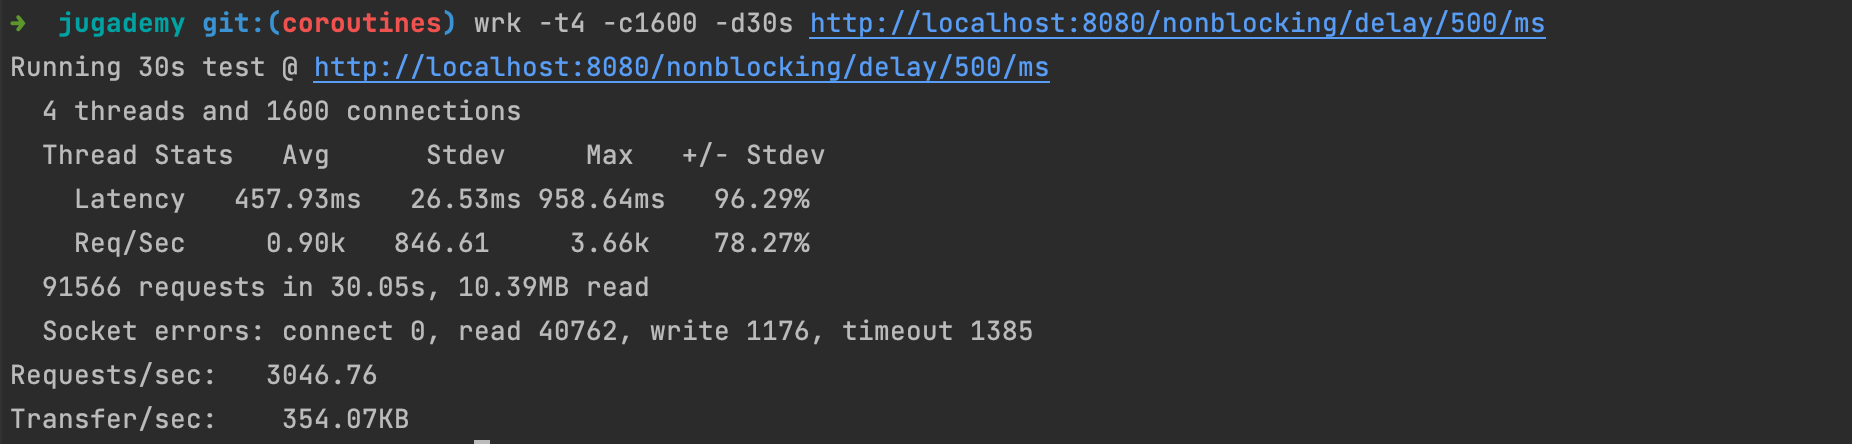 ➜  jugademy git:(coroutines) wrk -t4 -c1600 -d30s http://localhost:8080/nonblocking/delay/500/ms
Running 30s test @ http://localhost:8080/nonblocking/delay/500/ms
  4 threads and 1600 connections
  Thread Stats   Avg      Stdev     Max   +/- Stdev
    Latency   457.93ms   26.53ms 958.64ms   96.29%
    Req/Sec     0.90k   846.61     3.66k    78.27%
  91566 requests in 30.05s, 10.39MB read
  Socket errors: connect 0, read 40762, write 1176, timeout 1385
Requests/sec:   3046.76
Transfer/sec:    354.07KB